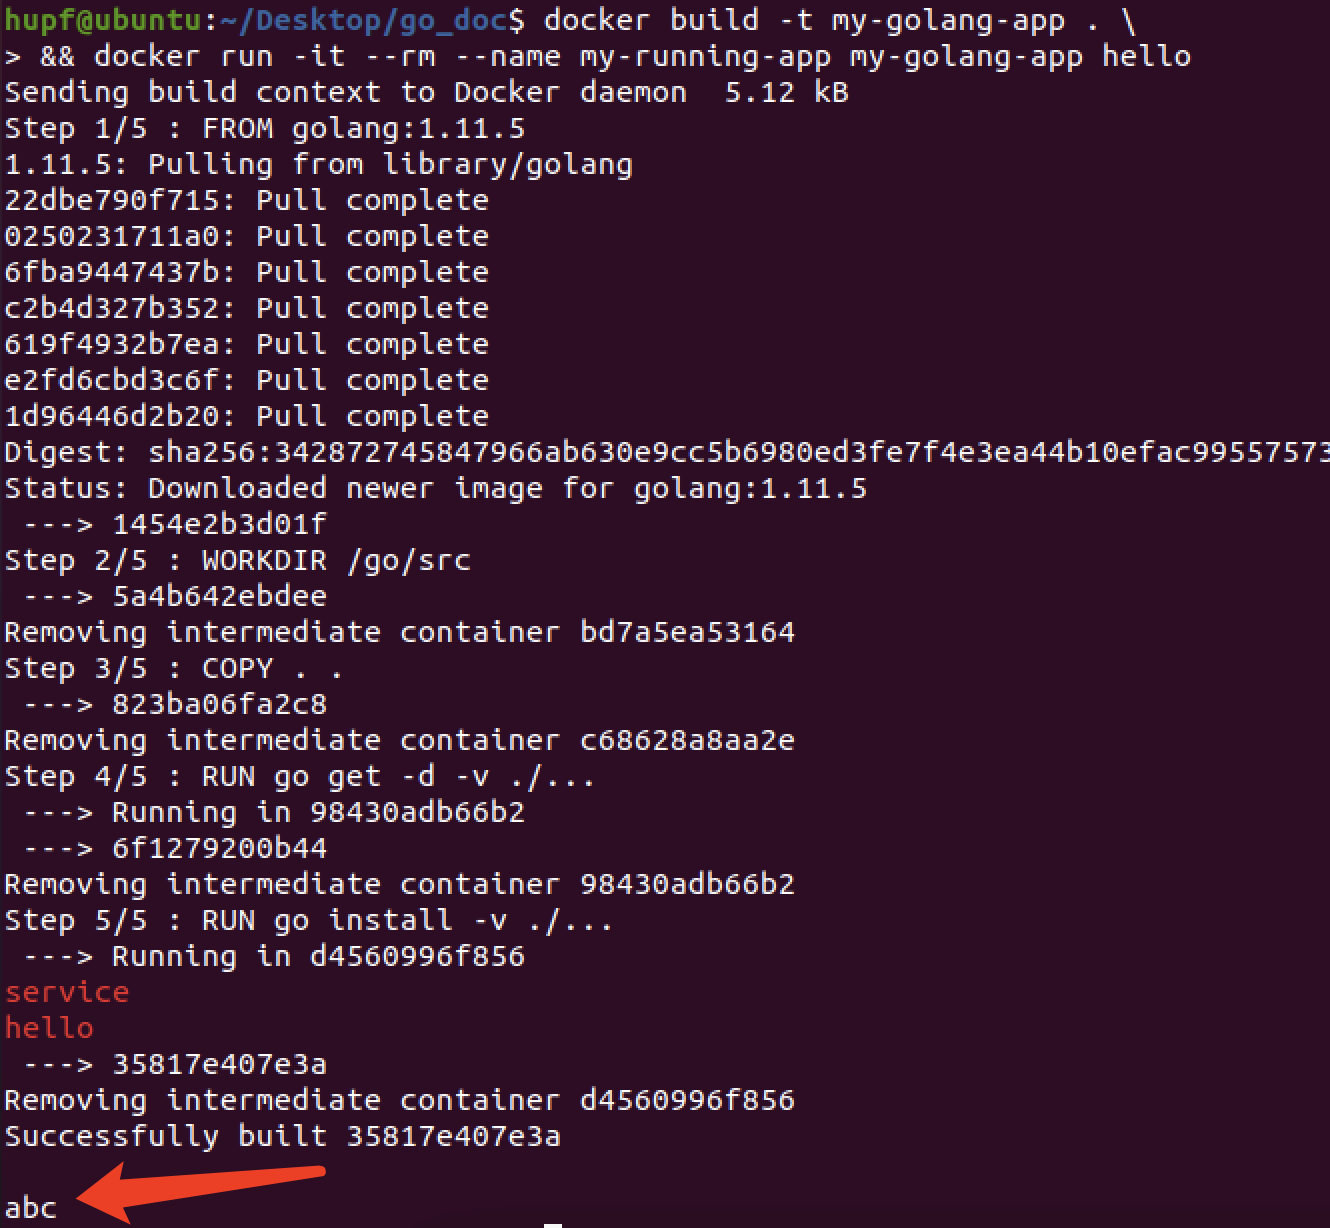 hupf@ubuntu:~/Desktop/go_doc$ docker build -t my-golang-app . \
> && docker run -it --rm --name my-running-app my-golang-app hello
Sending build context to Docker daemon  5.12 kB
Step 1/5 : FROM golang:1.11.5
1.11.5: Pulling from library/golang
22dbe790f715: Pull complete
0250231711a0: Pull complete
6fba9447437b: Pull complete
c2b4d327b352: Pull complete
619f4932b7ea: Pull complete
e2fd6cbd3c6f: Pull complete
1d96446d2b20: Pull complete
Digest: sha256:342872745847966ab630e9cc5b6980ed3fe7f4e3ea44b10efac99557573
Status: Downloaded newer image for golang:1.11.5
 ---> 1454e2b3d01f
Step 2/5 : WORKDIR /go/src
 ---> 5a4b642ebdee
Removing intermediate container bd7a5ea53164
Step 3/5 : COPY . .
 ---> 823ba06fa2c8
Removing intermediate container c68628a8aa2e
Step 4/5 : RUN go get -d -v ./...
 ---> Running in 98430adb66b2
 ---> 6f1279200b44
Removing intermediate container 98430adb66b2
Step 5/5 : RUN go install -v ./...
 ---> Running in d4560996f856
service
hello
 ---> 35817e407e3a
Removing intermediate container d4560996f856
Successfully built 35817e407e3a
abc